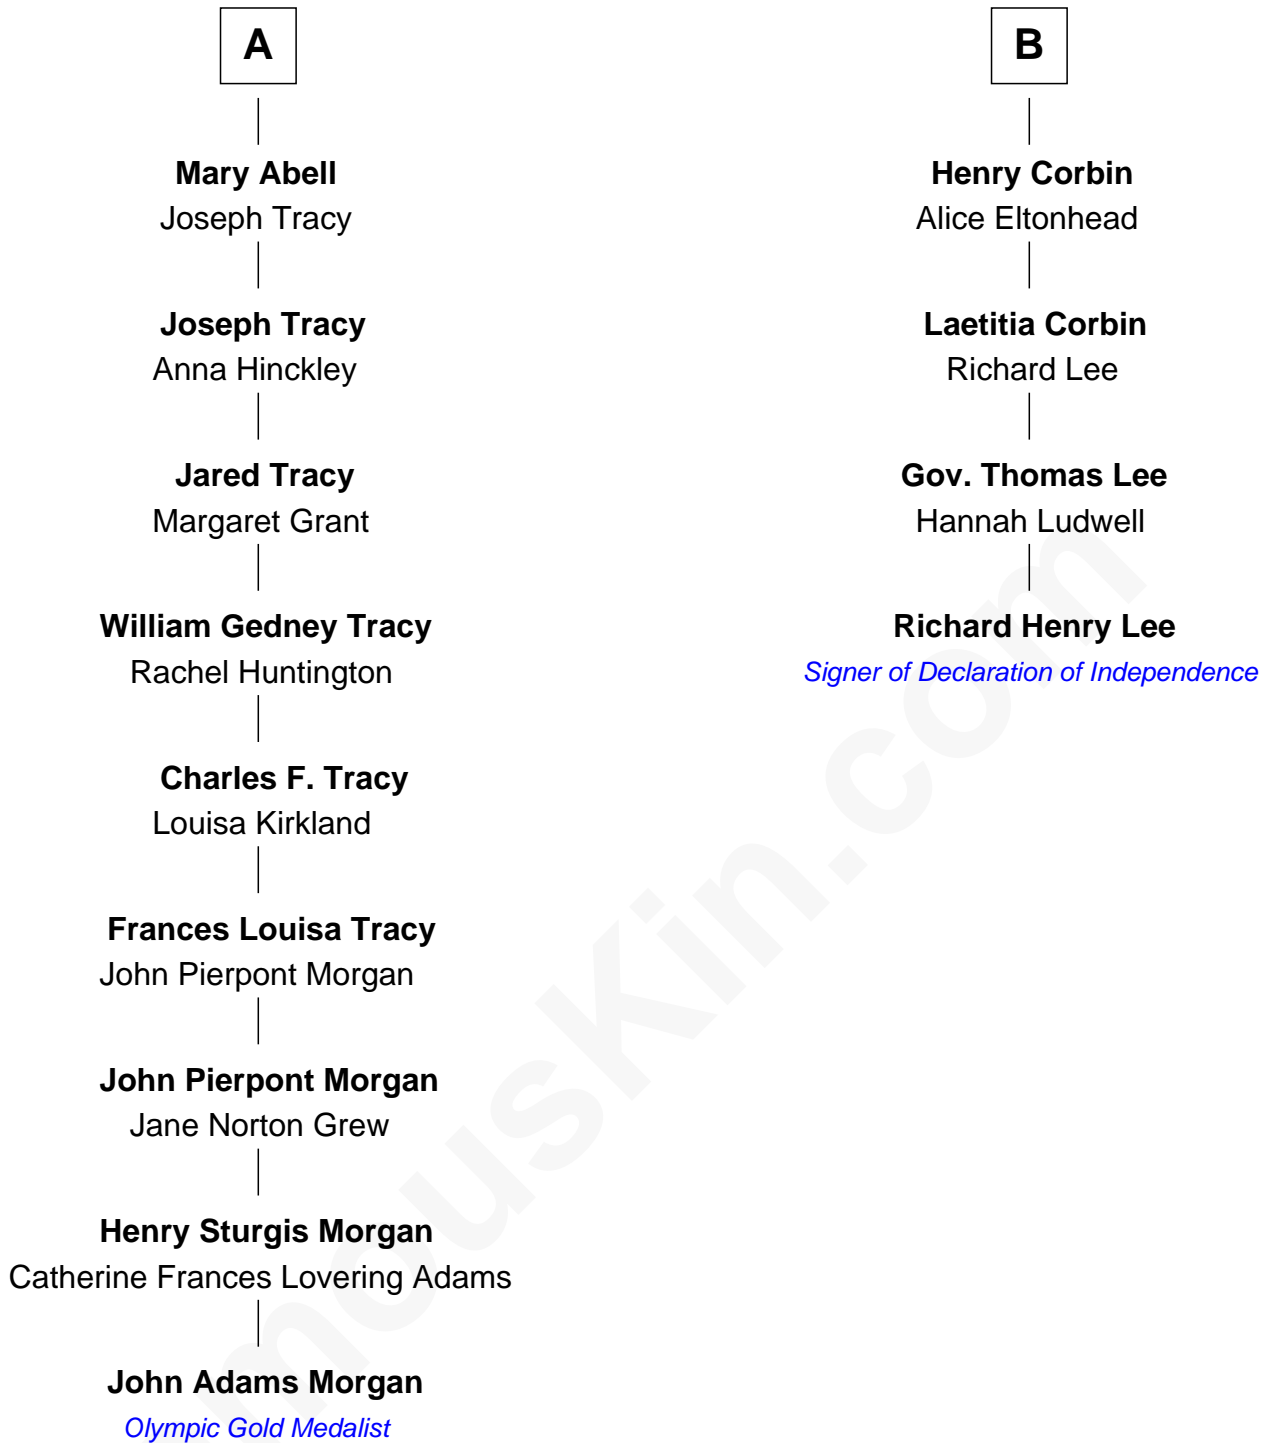 A
Mary Abell
Joseph Tracy
Joseph Tracy
Anna Hinckley
Jared Tracy
Margaret Grant
William Gedney Tracy
Rachel Huntington
Charles F. Tracy
Louisa Kirkland
Frances Louisa Tracy
John Pierpont Morgan
John Pierpont Morgan
Jane Norton Grew
Henry Sturgis Morgan
Catherine Frances Lovering Adams
John Adams Morgan
Olympic Gold Medalist
B
Henry Corbin
Alice Eltonhead
Laetitia Corbin
Richard Lee
Gov. Thomas Lee
Hannah Ludwell
Richard Henry Lee
Signer of Declaration of Independence
mousKin.com